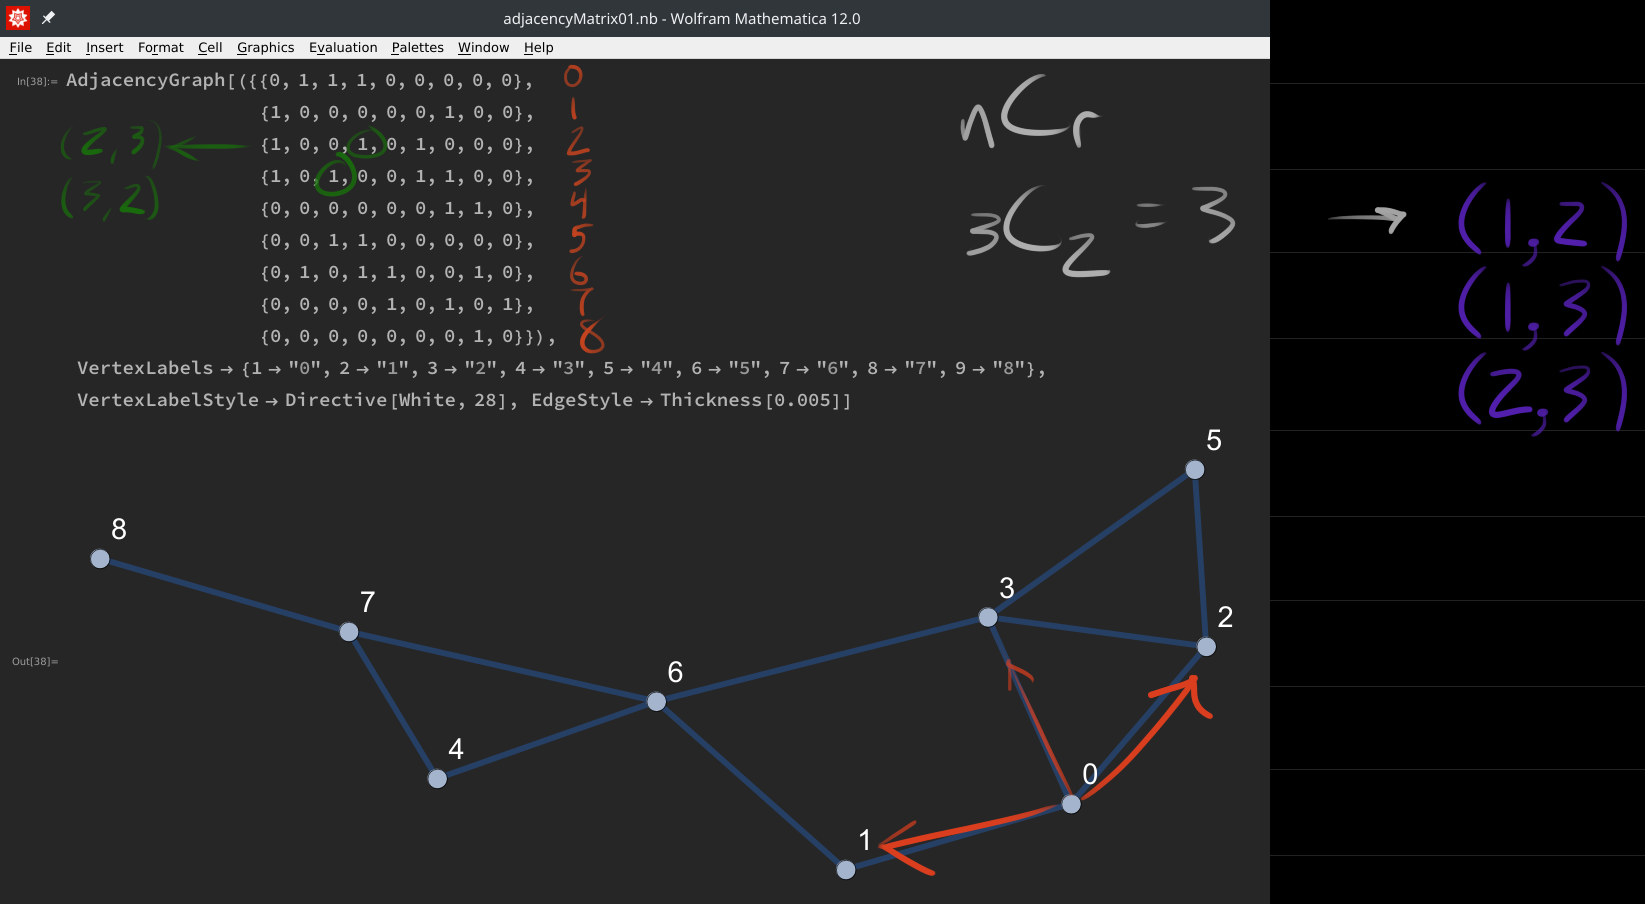 adjacencyMatrix01.nb - Wolfram Mathematica 12.0
File Edit Insert Format Cell Graphics Evaluation Palettes Window Help
In[38]:= AdjacencyGraph[({{0, 1, 1, 1, 0, 0, 0, 0, 0}, 0
{1, 0, 0, 0, 0, 0, 1, 0, 0}, 1
(2,3) ← {1, 0, 0, 1, 0, 1, 0, 0, 0}, 2
(3,2) {1, 0, 1, 0, 0, 1, 1, 0, 0}, 3
{0, 0, 0, 0, 0, 0, 1, 1, 0}, 4
{0, 0, 1, 1, 0, 0, 0, 0, 0}, 5
{0, 1, 0, 1, 1, 0, 0, 1, 0}, 6
{0, 0, 0, 0, 1, 0, 1, 0, 1}, 7
{0, 0, 0, 0, 0, 0, 0, 1, 0}}), 8
VertexLabels → {1 → "0", 2 → "1", 3 → "2", 4 → "3", 5 → "4", 6 → "5", 7 → "6", 8 → "7", 9 → "8"},
VertexLabelStyle → Directive[White, 28], EdgeStyle → Thickness[0.005]]
nCr
3C2 = 3
→ (1,2)
(1,3)
(2,3)
Out[38]=
5
8
3
7
2
6
4
0
1